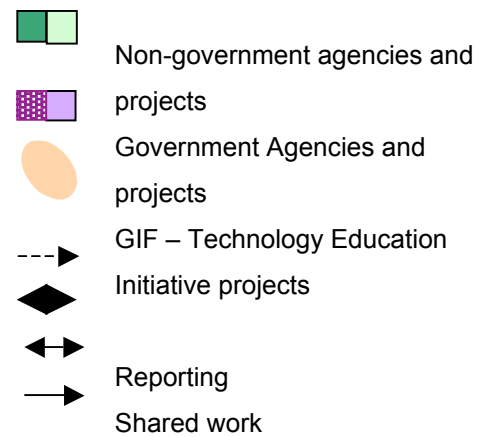 Non-government agencies and
projects
Government Agencies and
projects
GIF – Technology Education
Initiative projects
Reporting
Shared work